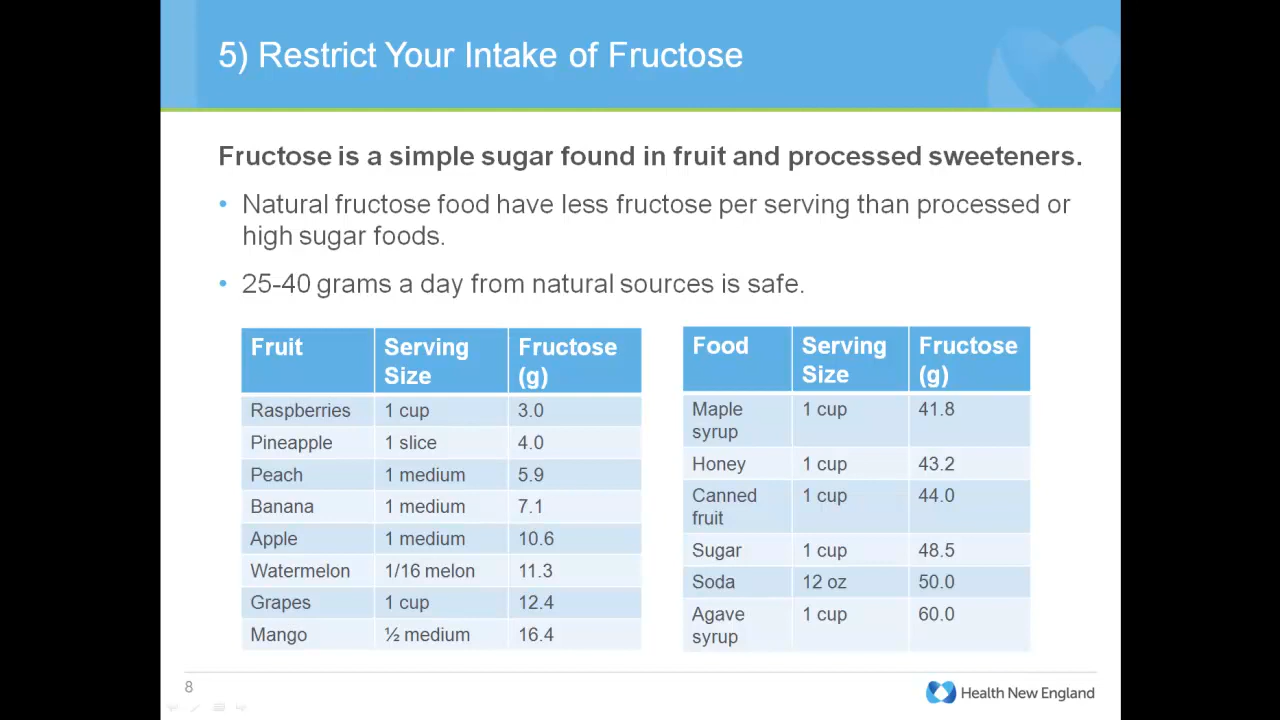 5) Restrict Your Intake of Fructose
Fructose is a simple sugar found in fruit and processed sweeteners.
• Natural fructose food have less fructose per serving than processed or
high sugar foods.
• 25-40 grams a day from natural sources is safe.
Fruit Serving Size Fructose (g)
Raspberries 1 cup 3.0
Pineapple 1 slice 4.0
Peach 1 medium 5.9
Banana 1 medium 7.1
Apple 1 medium 10.6
Watermelon 1/16 melon 11.3
Grapes 1 cup 12.4
Mango ½ medium 16.4
Food Serving Size Fructose (g)
Maple syrup 1 cup 41.8
Honey 1 cup 43.2
Canned fruit 1 cup 44.0
Sugar 1 cup 48.5
Soda 12 oz 50.0
Agave syrup 1 cup 60.0
8
Health New England